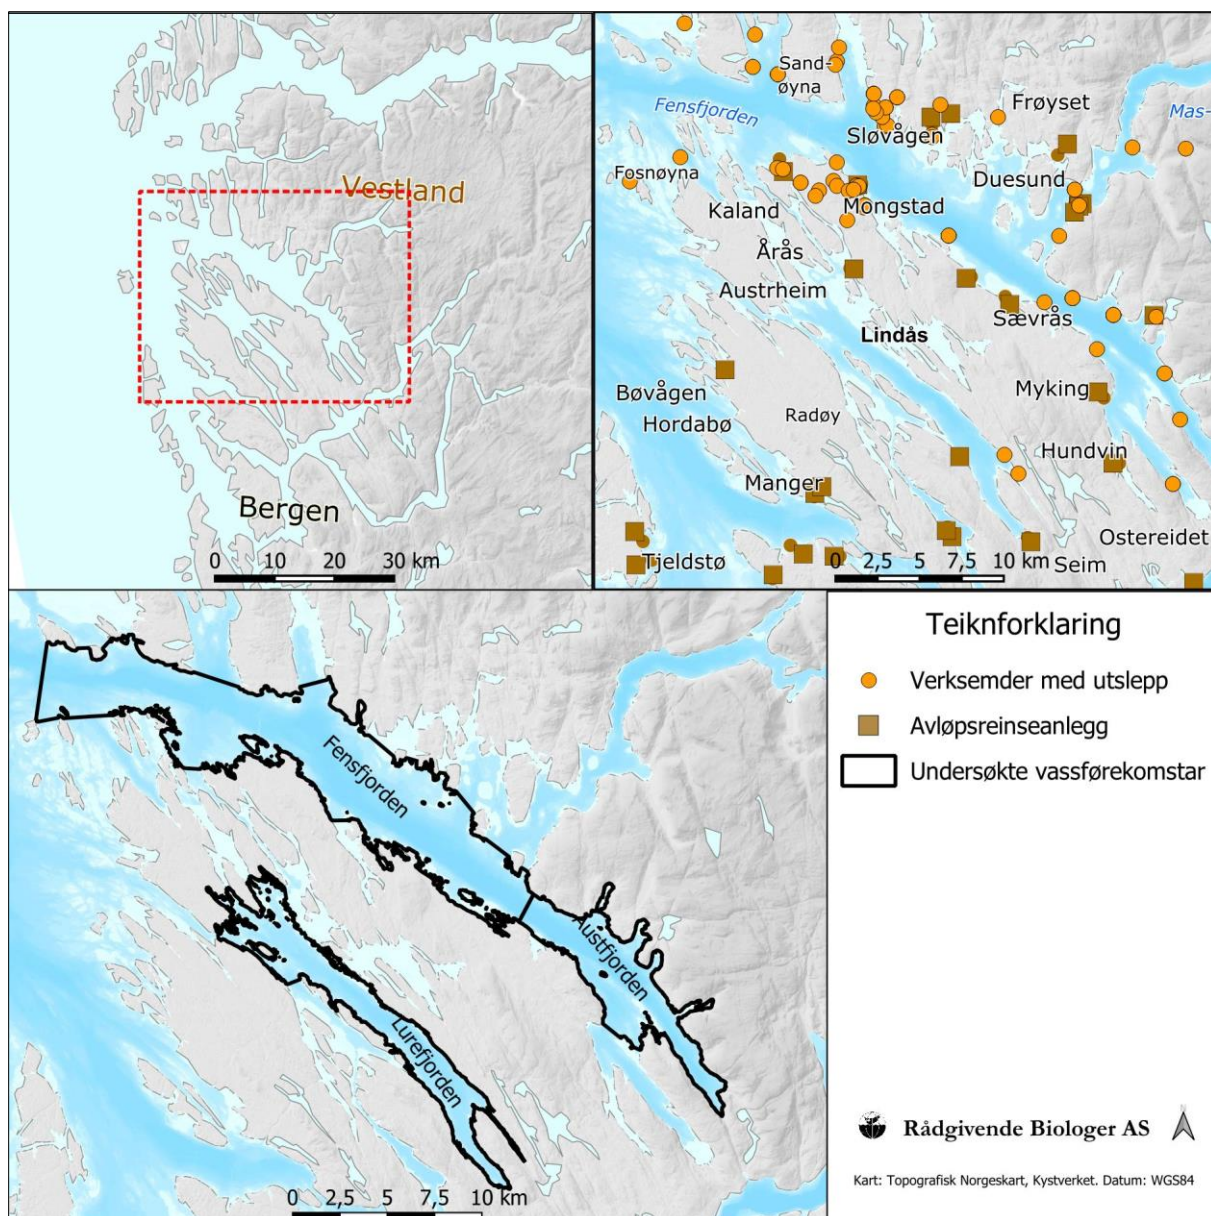 Vestland
Bergen
0 10 20 30 km
Sand-
øyna
Fensfjorden
Frøyset
Mas-
Sløvågen
Fosnøyna
Duesund
Kaland
Mongstad
Årås
Austrheim
Sævrås
Lindås
Bøvågen
Myking
Hordabø
Radøy
Hundvin
Manger
Ostereidet
Tjeldstø
Seim
0 2,5 5 7,5 10 km
Fensfjorden
Austfjorden
Lurefjorden
0 2,5 5 7,5 10 km
Teiknforklaring
Verksemder med utslepp
Avløpsreinseanlegg
Undersøkte vassførekomstar
Rådgivende Biologer AS
Kart: Topografisk Norgeskart, Kystverket. Datum: WGS84